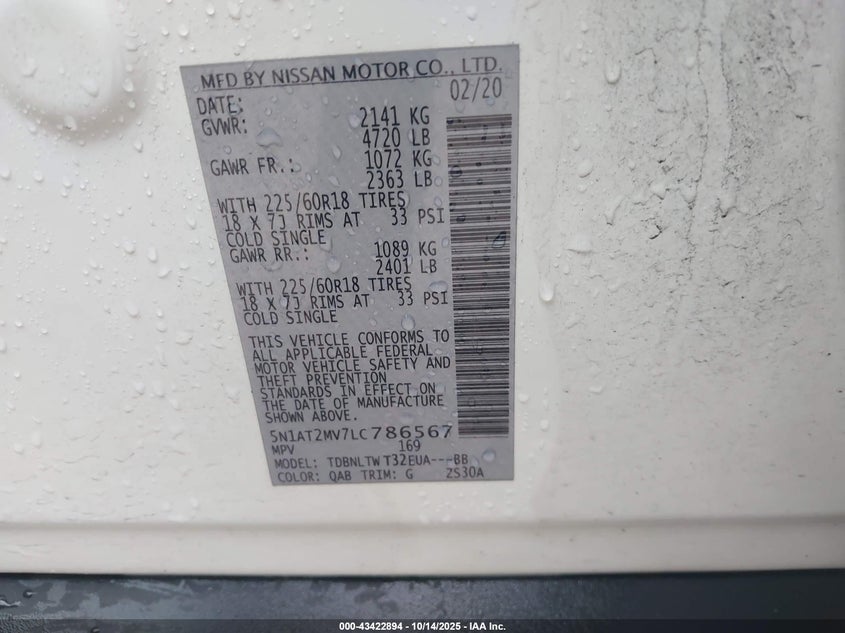 MFD BY NISSAN MOTOR CO., LTD.
DATE: 02/20
GVWR: 2141 KG
4720 LB
GAWR FR.: 1072 KG
2363 LB
WITH 225/60R18 TIRES
18 X 7J RIMS AT 33 PSI
COLD SINGLE
GAWR RR.: 1089 KG
2401 LB
WITH 225/60R18 TIRES
18 X 7J RIMS AT 33 PSI
COLD SINGLE
THIS VEHICLE CONFORMS TO
ALL APPLICABLE FEDERAL
MOTOR VEHICLE SAFETY AND
THEFT PREVENTION
STANDARDS IN EFFECT ON
THE DATE OF MANUFACTURE
SHOWN ABOVE.
5N1AT2MV7LC786567
MPV 169
MODEL: TDBNLTW T32EUA---BB
COLOR: QAB TRIM: G ZS30A
000-43422894 - 10/14/2025 - IAA Inc.